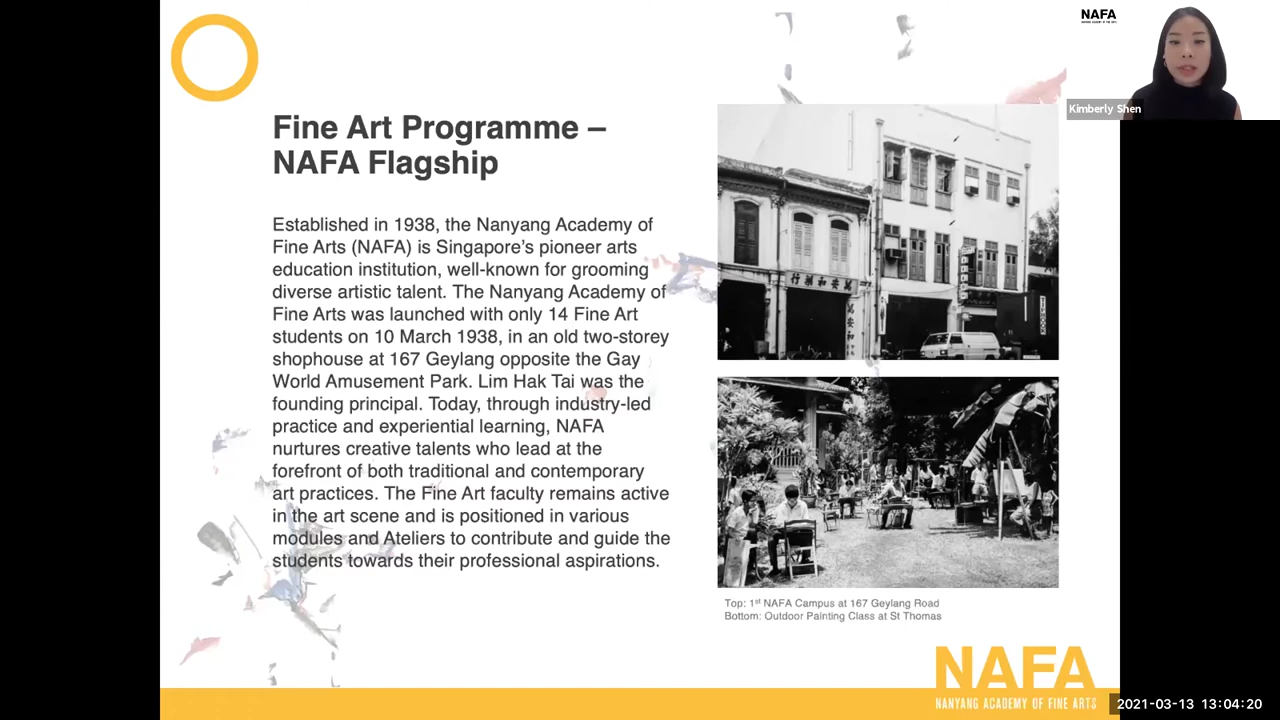 NAFA
Kimberly Shen
Fine Art Programme –
NAFA Flagship
Established in 1938, the Nanyang Academy of
Fine Arts (NAFA) is Singapore's pioneer arts
education institution, well-known for grooming
diverse artistic talent. The Nanyang Academy of
Fine Arts was launched with only 14 Fine Art
students on 10 March 1938, in an old two-storey
shophouse at 167 Geylang opposite the Gay
World Amusement Park. Lim Hak Tai was the
founding principal. Today, through industry-led
practice and experiential learning, NAFA
nurtures creative talents who lead at the
forefront of both traditional and contemporary
art practices. The Fine Art faculty remains active
in the art scene and is positioned in various
modules and Ateliers to contribute and guide the
students towards their professional aspirations.
Top: 1st NAFA Campus at 167 Geylang Road
Bottom: Outdoor Painting Class at St Thomas
NAFA
NANYANG ACADEMY OF FINE ARTS
2021-03-13 13:04:20